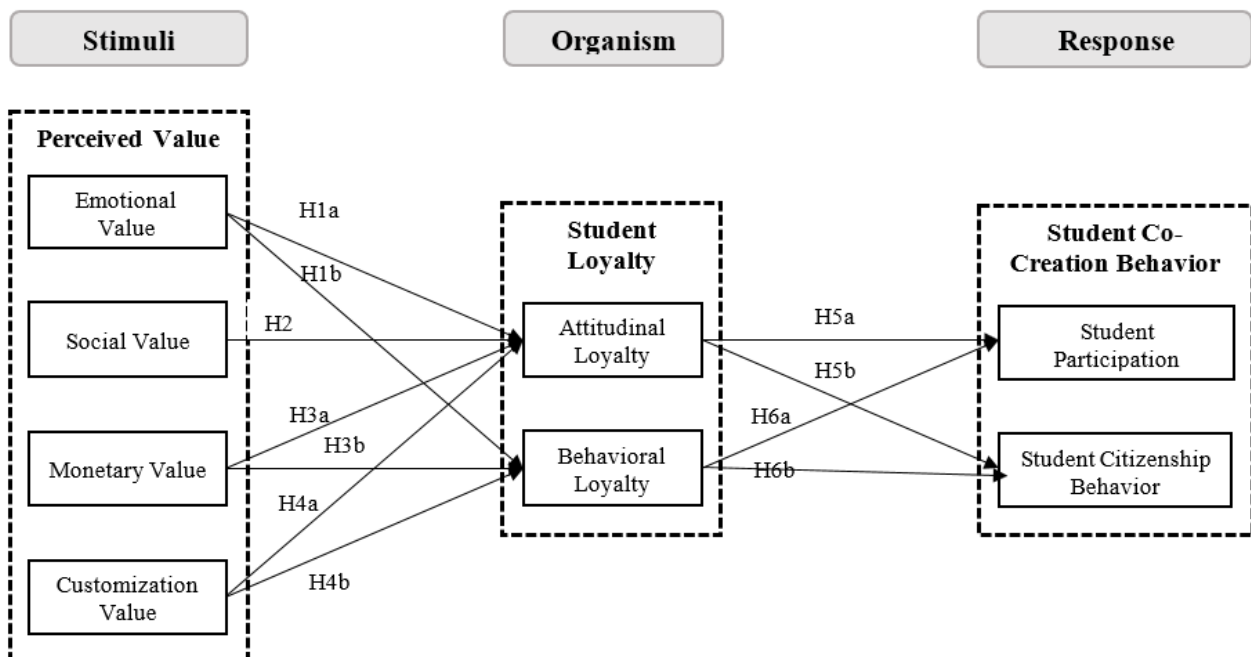 Stimuli
Organism
Response
Perceived Value
Emotional
Value
Social Value
Monetary Value
Customization
Value
H1a
H1b
H2
H3a
H3b
H4a
H4b
Student
Loyalty
Attitudinal
Loyalty
Behavioral
Loyalty
H5a
H5b
H6a
H6b
Student Co-
Creation Behavior
Student
Participation
Student Citizenship
Behavior